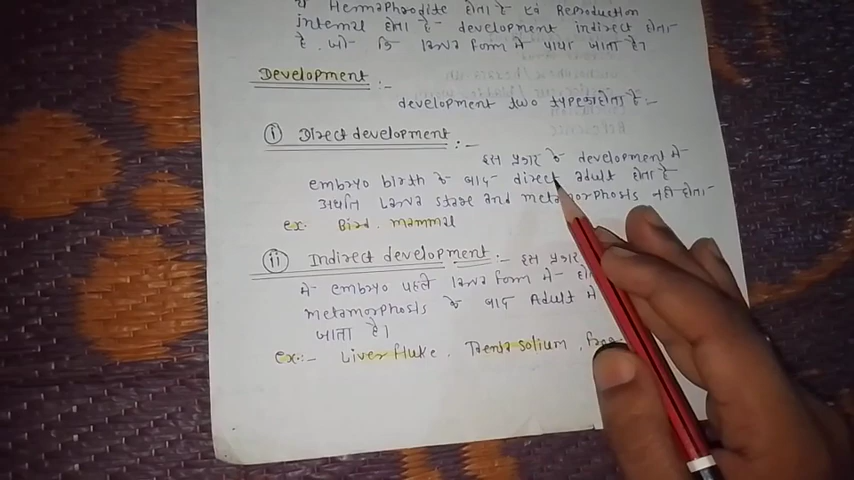 ये Hemaphrodite होता है Reproduction
internal होता है - development indirect होता
है. जो कि larva form में पाया जाता है।
Development :-
development two type का होता है:-
(i) Direct development :-
इस प्रकार के development में
embryo birth के बाद direct adult होता है
अर्थात larva stage and metamorphosis नही होता-
ex: Bird. mammal
(ii) Indirect development :- इस प्रकार
में embryo पहले larva form में
metamorphosis के बाद Adult में
जाता है।
ex:- Liver fluke. Taenia solium,